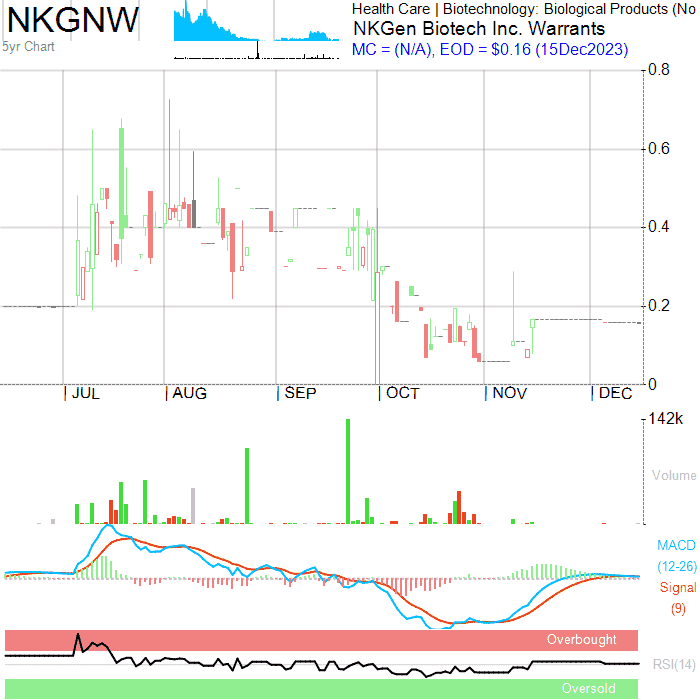 NKGNW
5yr Chart
Health Care | Biotechnology: Biological Products (No
NKGen Biotech Inc. Warrants
MC = (N/A), EOD = $0.16 (15Dec2023)
0.8
0.6
0.4
0.2
0
JUL
AUG
SEP
OCT
NOV
DEC
142k
Volume
MACD
(12-26)
Signal
(9)
Overbought
RSI(14)
Oversold